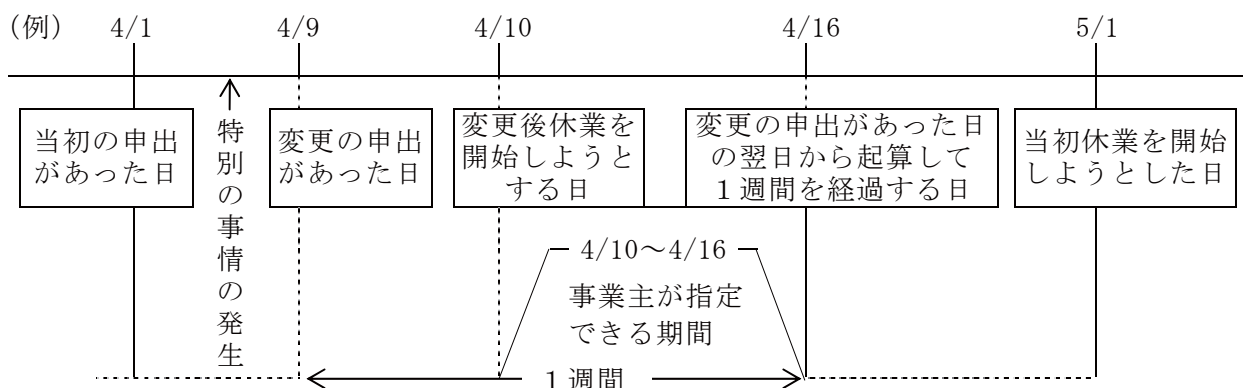 (例) 4/1 4/9 4/10 4/16 5/1
当初の申出
があった日
特別の事情の発生
変更の申出
があった日
変更後休業を
開始しようと
する日
変更の申出があった日
の翌日から起算して
１週間を経過する日
当初休業を開始
しようとした日
4/10～4/16
事業主が指定
できる期間
１週間